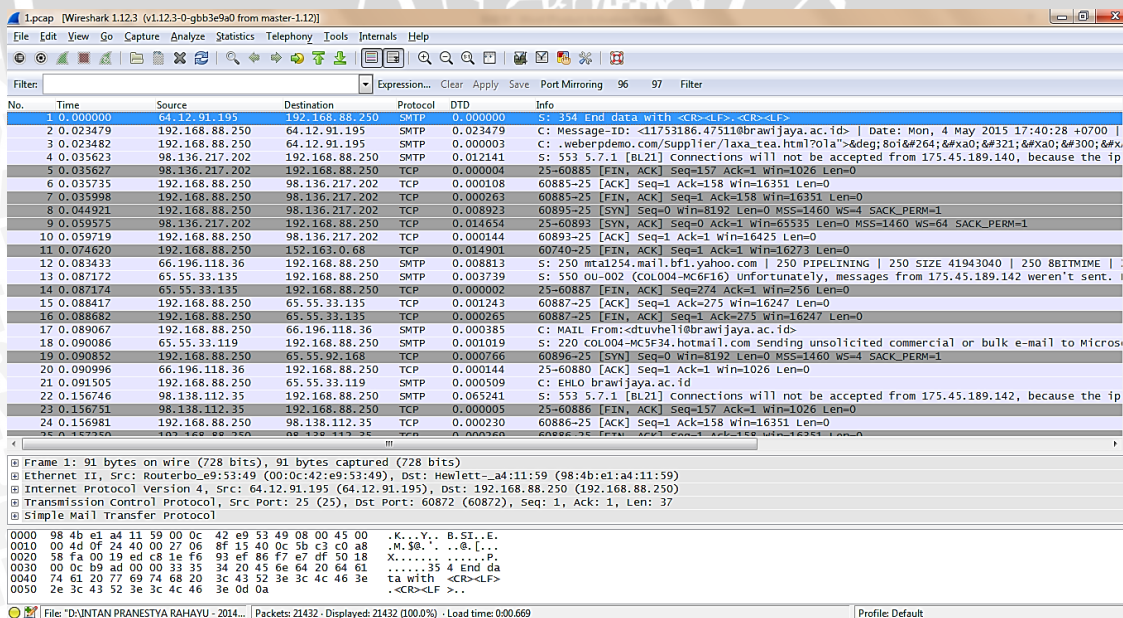 1.pcap [Wireshark 1.12.3 (v1.12.3-0-gbb3e9a0 from master-1.12)]
File Edit View Go Capture Analyze Statistics Telephony Tools Internals Help
Filter: Expression... Clear Apply Save Port Mirroring 96 97 Filter
No. Time Source Destination Protocol DTD Info
1 0.000000 64.12.91.195 192.168.88.250 SMTP 0.000000 S: 354 End data with <CR><LF>.<CR><LF>
2 0.023479 192.168.88.250 64.12.91.195 SMTP 0.023479 C: Message-ID: <11753186.47511@brawijaya.ac.id> | Date: Mon, 4 May 2015 17:40:28 +0700 |
3 0.023482 192.168.88.250 64.12.91.195 SMTP 0.000003 C: .weberpdemo.com/Supplier/laxa_tea.html?Ola">&deg;8oi&#264;&#xa0;&#321;&#xa0;&#300;&#x
4 0.035623 98.136.217.202 192.168.88.250 SMTP 0.012141 S: 553 5.7.1 [BL21] Connections will not be accepted from 175.45.189.140, because the ip
5 0.035627 98.136.217.202 192.168.88.250 TCP 0.000004 25→60885 [FIN, ACK] Seq=157 Ack=1 Win=1026 Len=0
6 0.035735 192.168.88.250 98.136.217.202 TCP 0.000108 60885→25 [ACK] Seq=1 Ack=158 Win=16351 Len=0
7 0.035998 192.168.88.250 98.136.217.202 TCP 0.000263 60885→25 [FIN, ACK] Seq=1 Ack=158 Win=16351 Len=0
8 0.044921 192.168.88.250 98.136.217.202 TCP 0.008923 60895→25 [SYN] Seq=0 Win=8192 Len=0 MSS=1460 WS=4 SACK_PERM=1
9 0.059575 98.136.217.202 192.168.88.250 TCP 0.014654 25→60893 [SYN, ACK] Seq=0 Ack=1 Win=65535 Len=0 MSS=1460 WS=64 SACK_PERM=1
10 0.059719 192.168.88.250 98.136.217.202 TCP 0.000144 60893→25 [ACK] Seq=1 Ack=1 Win=16425 Len=0
11 0.074620 192.168.88.250 152.163.0.68 TCP 0.014901 60740→25 [FIN, ACK] Seq=1 Ack=1 Win=16273 Len=0
12 0.083433 66.196.118.36 192.168.88.250 SMTP 0.008813 S: 250 mta1254.mail.bf1.yahoo.com | 250 PIPELINING | 250 SIZE 41943040 | 250 8BITMIME |
13 0.087172 65.55.33.135 192.168.88.250 SMTP 0.003739 S: 550 OU-002 (COL004-MC6F16) Unfortunately, messages from 175.45.189.142 weren't sent.
14 0.087174 65.55.33.135 192.168.88.250 TCP 0.000002 25→60887 [FIN, ACK] Seq=274 Ack=1 Win=256 Len=0
15 0.088417 192.168.88.250 65.55.33.135 TCP 0.001243 60887→25 [ACK] Seq=1 Ack=275 Win=16247 Len=0
16 0.088682 192.168.88.250 65.55.33.135 TCP 0.000265 60887→25 [FIN, ACK] Seq=1 Ack=275 Win=16247 Len=0
17 0.089067 192.168.88.250 66.196.118.36 SMTP 0.000385 C: MAIL From:<dtuvheli@brawijaya.ac.id>
18 0.090086 65.55.33.119 192.168.88.250 SMTP 0.001019 S: 220 COL004-MC5F34.hotmail.com Sending unsolicited commercial or bulk e-mail to Microso
19 0.090852 192.168.88.250 65.55.92.168 TCP 0.000766 60896→25 [SYN] Seq=0 Win=8192 Len=0 MSS=1460 WS=4 SACK_PERM=1
20 0.090996 66.196.118.36 192.168.88.250 TCP 0.000144 25→60880 [ACK] Seq=1 Ack=1 Win=1026 Len=0
21 0.091505 192.168.88.250 65.55.33.119 SMTP 0.000509 C: EHLO brawijaya.ac.id
22 0.156746 98.138.112.35 192.168.88.250 SMTP 0.065241 S: 553 5.7.1 [BL21] Connections will not be accepted from 175.45.189.142, because the ip
23 0.156751 98.138.112.35 192.168.88.250 TCP 0.000005 25→60886 [FIN, ACK] Seq=157 Ack=1 Win=1026 Len=0
24 0.156981 192.168.88.250 98.138.112.35 TCP 0.000230 60886→25 [ACK] Seq=1 Ack=158 Win=16351 Len=0
25 0.157250 192.168.88.250 98.138.112.35 TCP 0.000269 60886→25 [FIN, ACK] Seq=1 Ack=158 Win=16351 Len=0
Frame 1: 91 bytes on wire (728 bits), 91 bytes captured (728 bits)
Ethernet II, Src: Routerbo_e9:53:49 (00:0c:42:e9:53:49), Dst: Hewlett-_a4:11:59 (98:4b:e1:a4:11:59)
Internet Protocol Version 4, Src: 64.12.91.195 (64.12.91.195), Dst: 192.168.88.250 (192.168.88.250)
Transmission Control Protocol, Src Port: 25 (25), Dst Port: 60872 (60872), Seq: 1, Ack: 1, Len: 37
Simple Mail Transfer Protocol
0000 98 4b e1 a4 11 59 00 0c 42 e9 53 49 08 00 45 00 .K...Y.. B.SI..E.
0010 00 4d 0f 24 40 00 27 06 8f 15 40 0c 5b c3 c0 a8 .M.$@.'. ..@.[...
0020 58 fa 00 19 ed c8 1e f6 93 ef 86 f7 e7 df 50 18 X....... ......P.
0030 00 0c b9 ad 00 00 33 35 34 20 45 6e 64 20 64 61 ......35 4 End da
0040 74 61 20 77 69 74 68 20 3c 43 52 3e 3c 4c 46 3e ta with <CR><LF>
0050 2e 3c 43 52 3e 3c 4c 46 3e 0d 0a .<CR><LF >..
File: "D:\INTAN PRANESTYA RAHAYU - 2014... Packets: 21432 · Displayed: 21432 (100.0%) · Load time: 0:00.669 Profile: Default